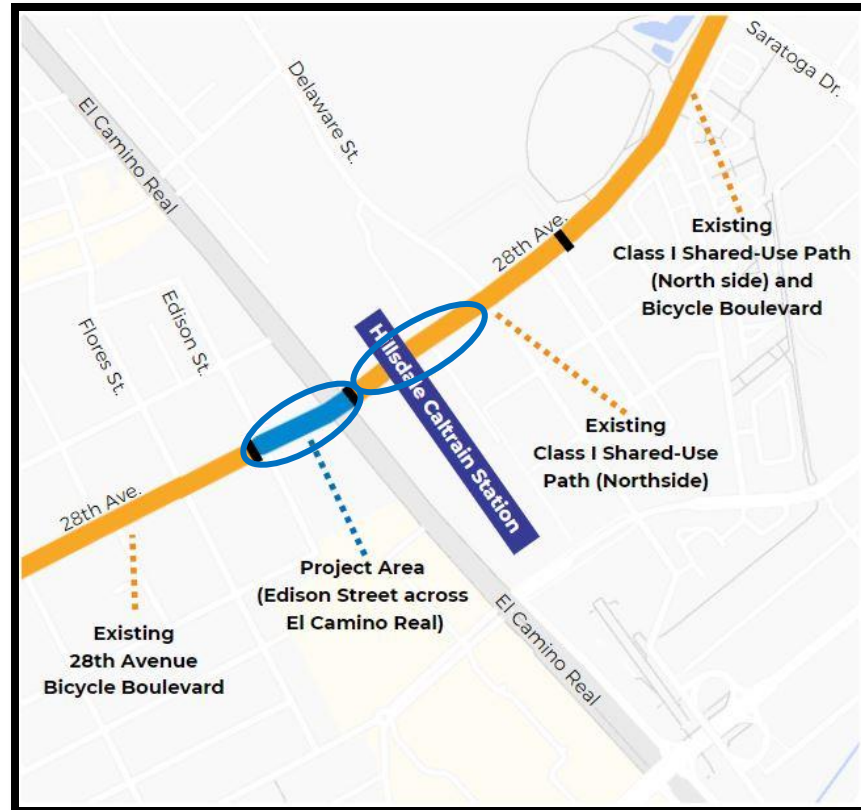 Saratoga Dr.
Delaware St.
El Camino Real
28th Ave.
Existing
Class I Shared-Use Path
(North side) and
Bicycle Boulevard
Edison St.
Flores St.
Hillsdale Caltrain Station
Existing
Class I Shared-Use
Path (Northside)
28th Ave.
Project Area
(Edison Street across
El Camino Real)
El Camino Real
Existing
28th Avenue
Bicycle Boulevard